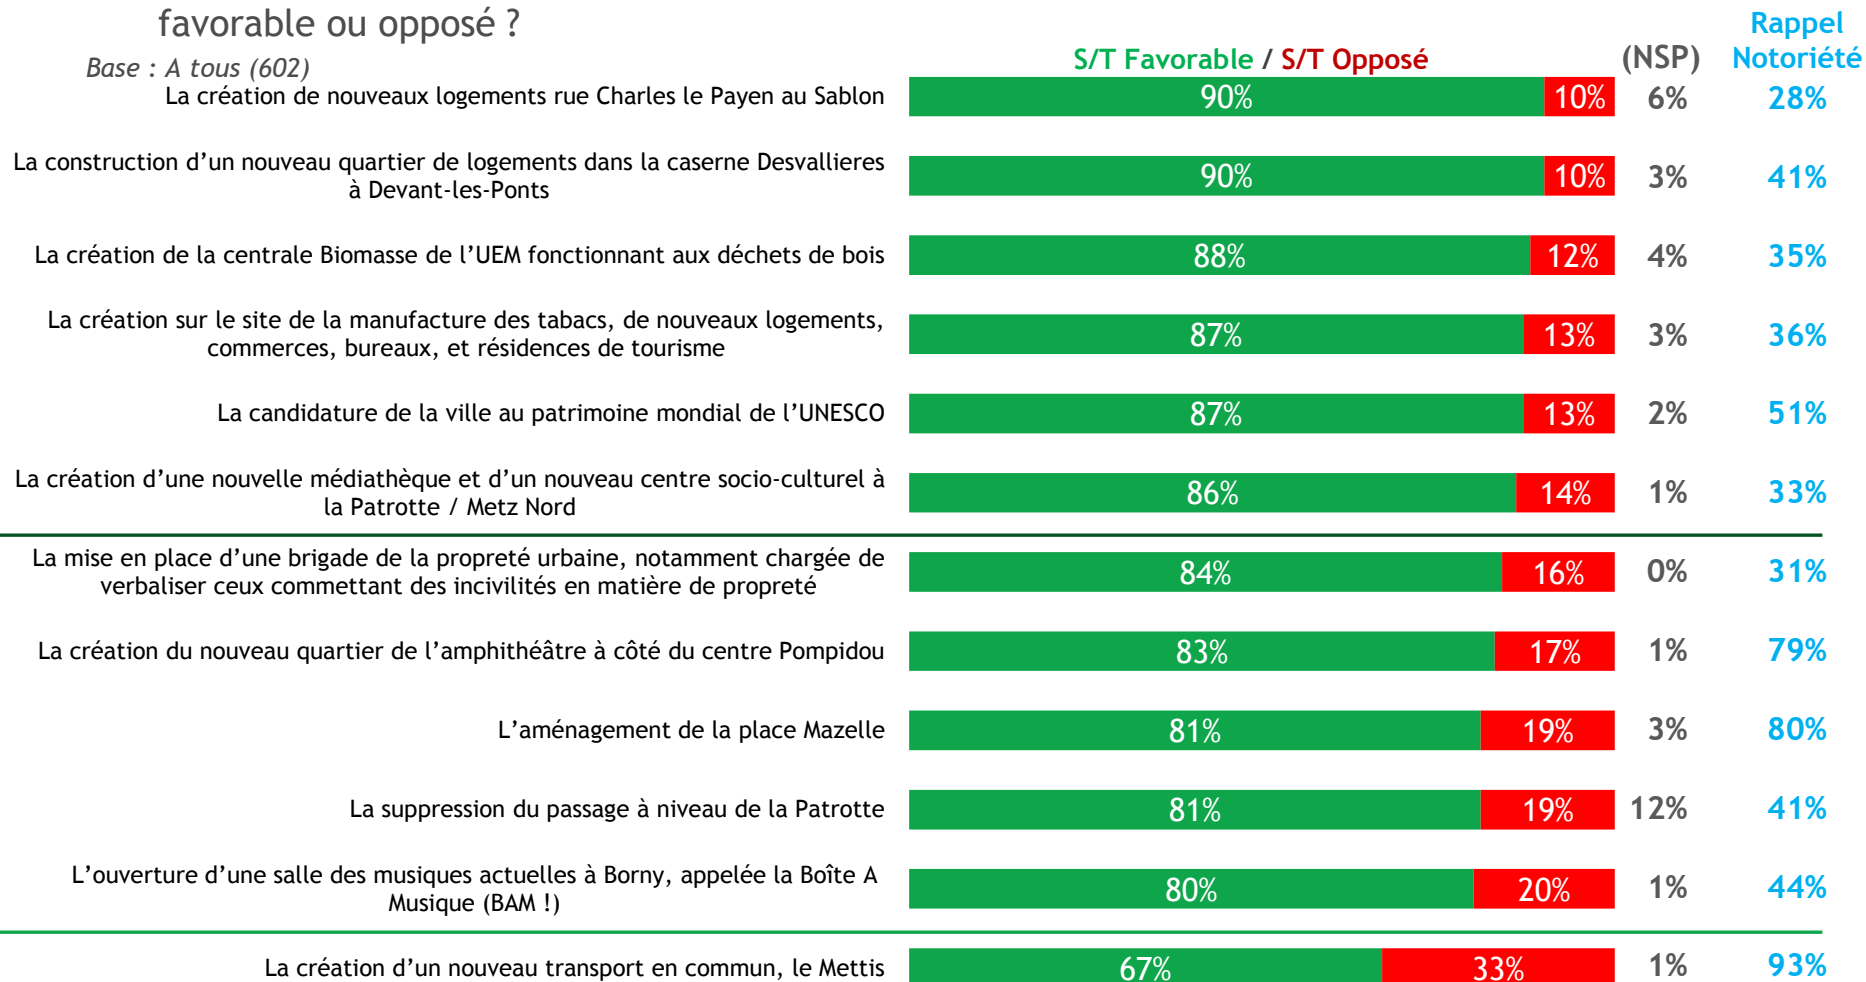 favorable ou opposé ?
Base : A tous (602)
S/T Favorable / S/T Opposé
(NSP)
Rappel
Notoriété
La création de nouveaux logements rue Charles le Payen au Sablon
90%
10%
6%
28%
La construction d’un nouveau quartier de logements dans la caserne Desvallieres
à Devant-les-Ponts
90%
10%
3%
41%
La création de la centrale Biomasse de l’UEM fonctionnant aux déchets de bois
88%
12%
4%
35%
La création sur le site de la manufacture des tabacs, de nouveaux logements,
commerces, bureaux, et résidences de tourisme
87%
13%
3%
36%
La candidature de la ville au patrimoine mondial de l’UNESCO
87%
13%
2%
51%
La création d’une nouvelle médiathèque et d’un nouveau centre socio-culturel à
la Patrotte / Metz Nord
86%
14%
1%
33%
La mise en place d’une brigade de la propreté urbaine, notamment chargée de
verbaliser ceux commettant des incivilités en matière de propreté
84%
16%
0%
31%
La création du nouveau quartier de l’amphithéâtre à côté du centre Pompidou
83%
17%
1%
79%
L’aménagement de la place Mazelle
81%
19%
3%
80%
La suppression du passage à niveau de la Patrotte
81%
19%
12%
41%
L’ouverture d’une salle des musiques actuelles à Borny, appelée la Boîte A
Musique (BAM !)
80%
20%
1%
44%
La création d’un nouveau transport en commun, le Mettis
67%
33%
1%
93%